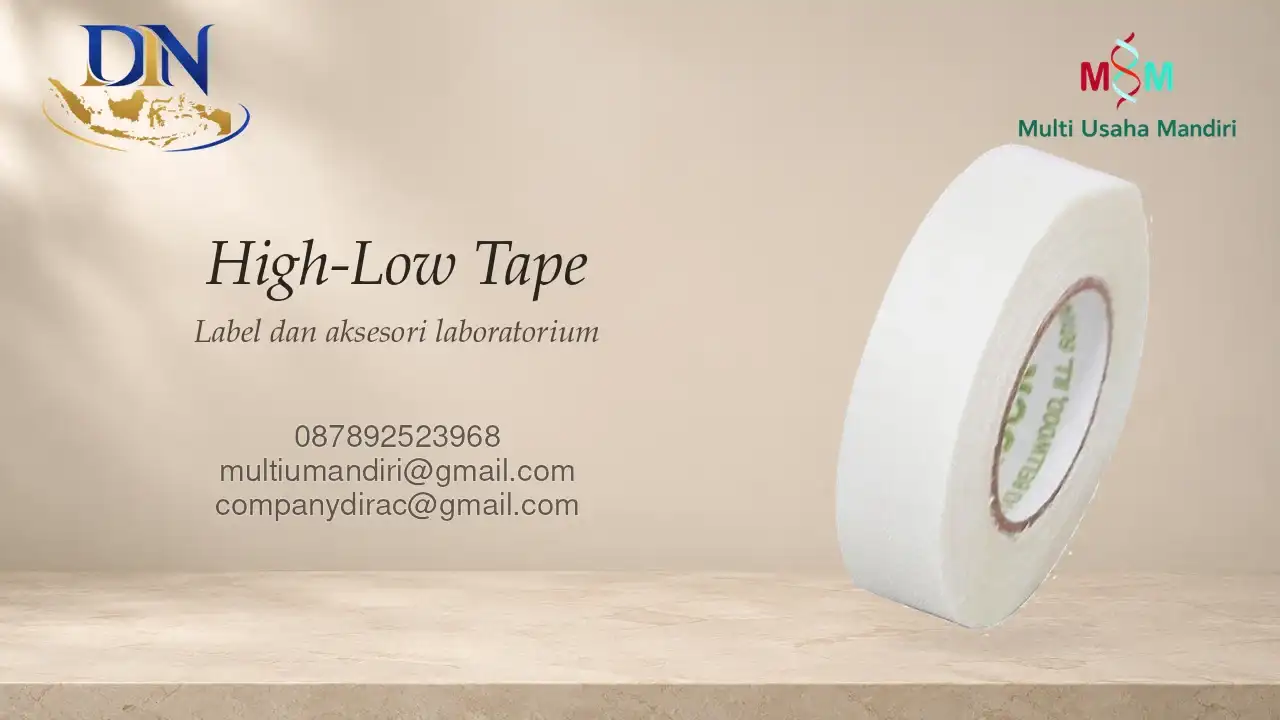 DN
M M
Multi Usaha Mandiri
High-Low Tape
Label dan aksesori laboratorium
087892523968
multiumandiri@gmail.com
companydirac@gmail.com